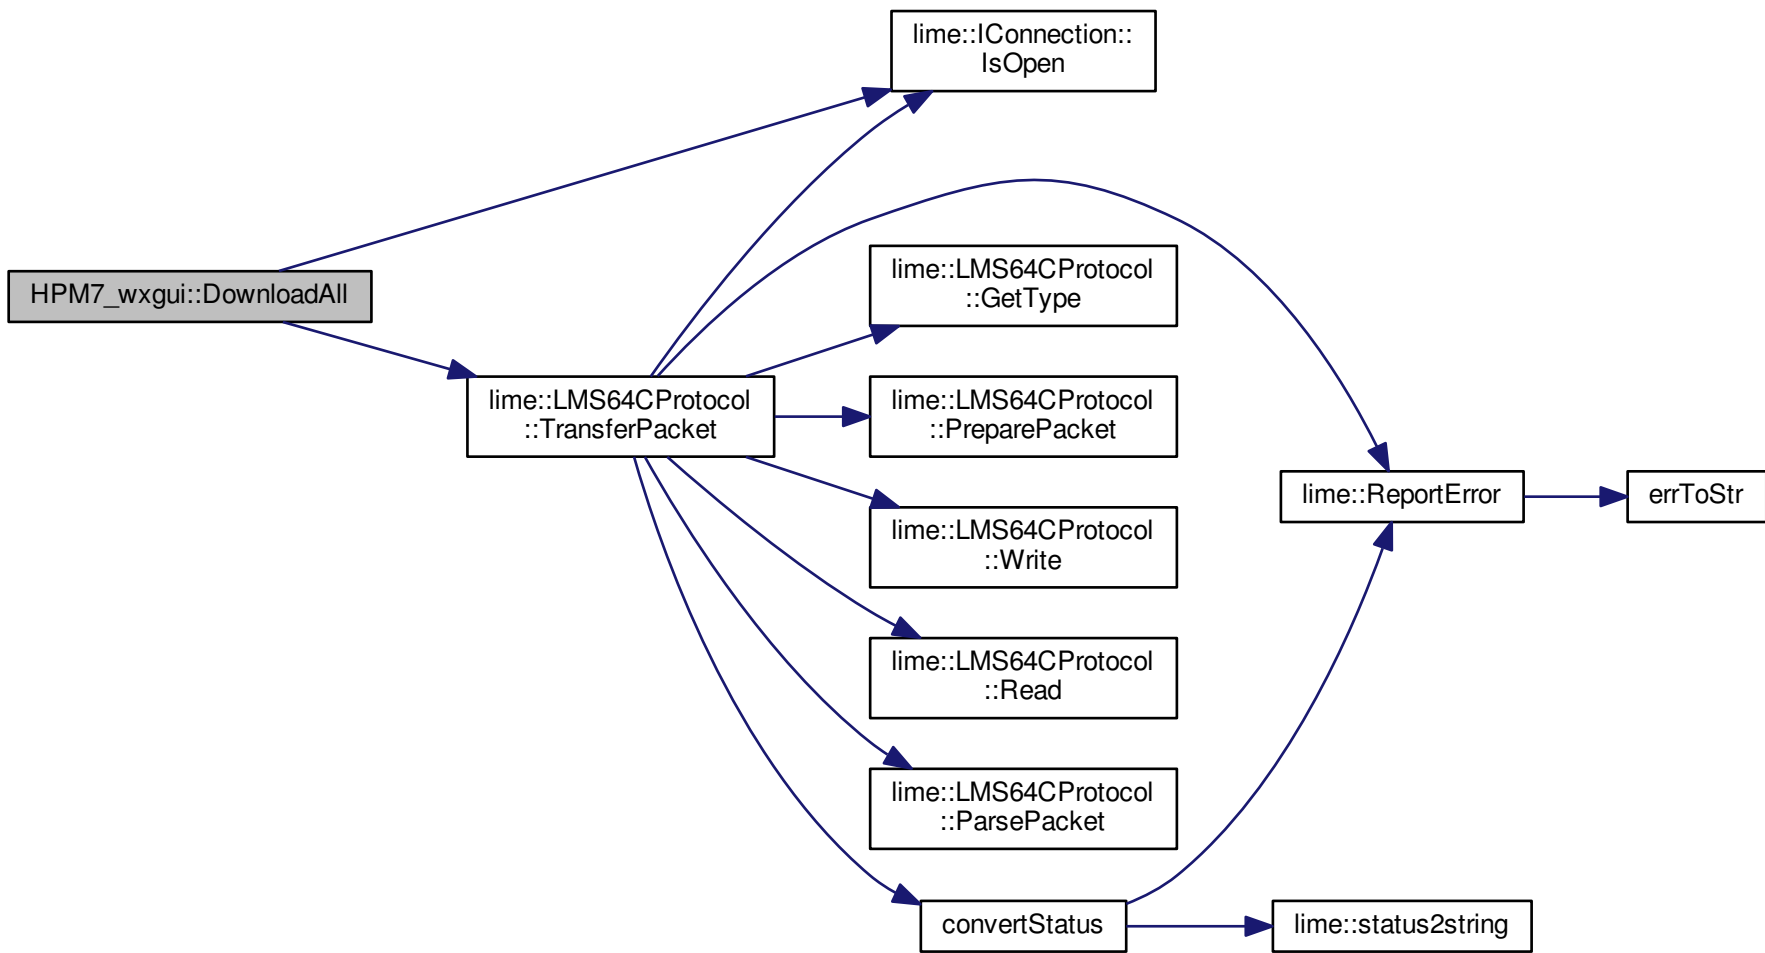 lime::IConnection::
IsOpen
HPM7_wxgui::DownloadAll
lime::LMS64CProtocol
::TransferPacket
lime::LMS64CProtocol
::GetType
lime::LMS64CProtocol
::PreparePacket
lime::LMS64CProtocol
::Write
lime::LMS64CProtocol
::Read
lime::LMS64CProtocol
::ParsePacket
convertStatus
lime::ReportError
errToStr
lime::status2string